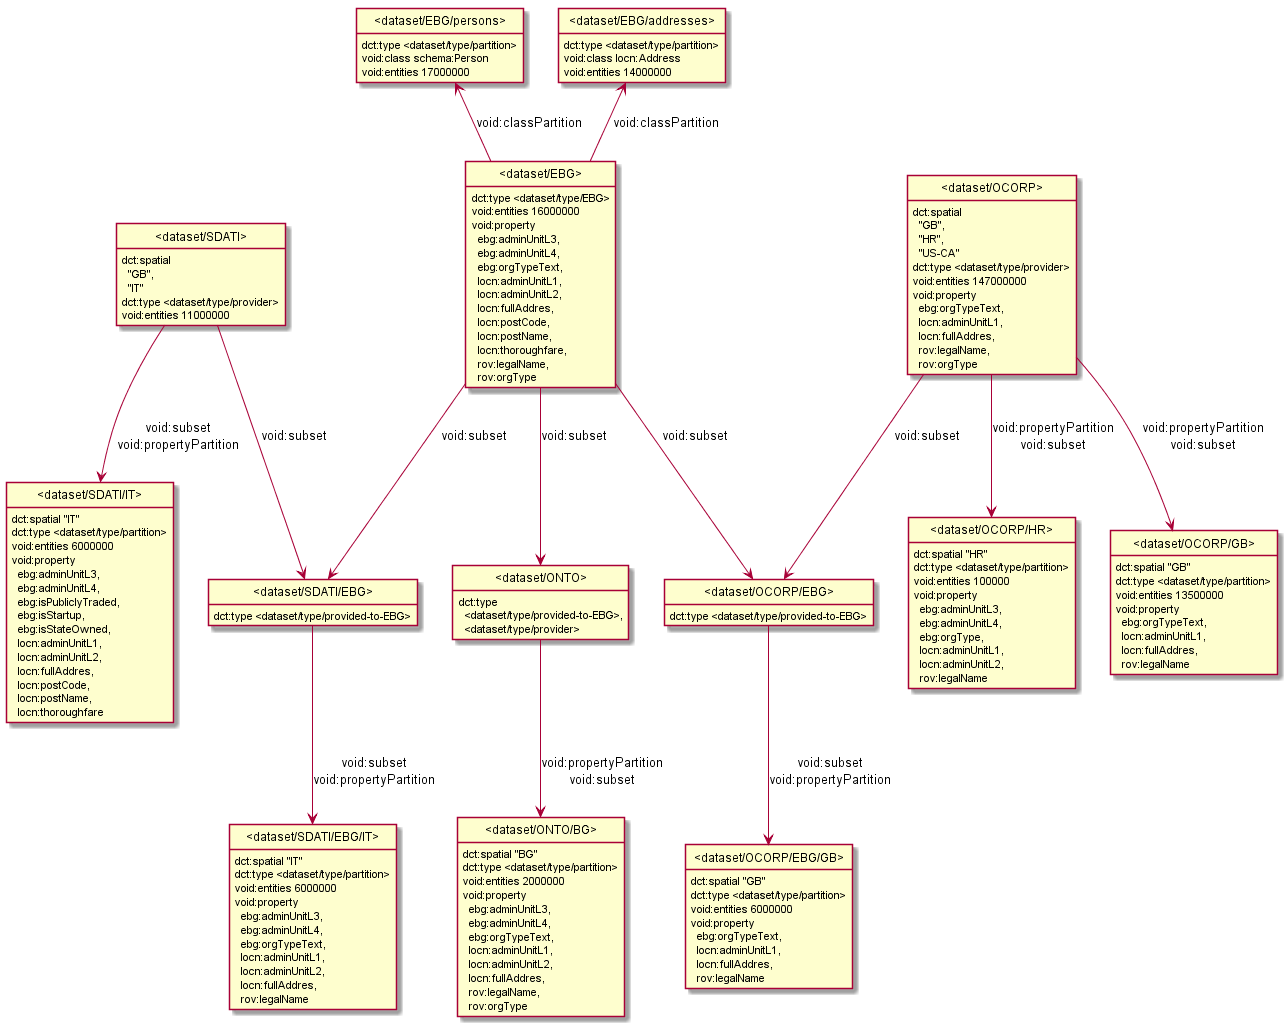 <dataset/EBG/persons>
dct:type <dataset/type/partition>
void:class schema:Person
void:entities 17000000
<dataset/EBG/addresses>
dct:type <dataset/type/partition>
void:class locn:Address
void:entities 14000000
void:classPartition
void:classPartition
<dataset/EBG>
dct:type <dataset/type/EBG>
void:entities 16000000
void:property
ebg:adminUnitL3,
ebg:adminUnitL4,
ebg:orgTypeText,
locn:adminUnitL1,
locn:adminUnitL2,
locn:fullAddres,
locn:postCode,
locn:postName,
locn:thoroughfare,
rov:legalName,
rov:orgType
<dataset/OCORP>
dct:spatial
"GB",
"HR",
"US-CA"
dct:type <dataset/type/provider>
void:entities 147000000
void:property
ebg:orgTypeText,
locn:adminUnitL1,
locn:fullAddres,
rov:legalName,
rov:orgType
<dataset/SDATI>
dct:spatial
"GB",
"IT"
dct:type <dataset/type/provider>
void:entities 11000000
void:subset
void:propertyPartition
void:subset
void:subset
void:subset
void:subset
void:subset
void:propertyPartition
void:subset
void:propertyPartition
void:subset
<dataset/SDATI/IT>
dct:spatial "IT"
dct:type <dataset/type/partition>
void:entities 6000000
void:property
ebg:adminUnitL3,
ebg:adminUnitL4,
ebg:isPubliclyTraded,
ebg:isStartup,
ebg:isStateOwned,
locn:adminUnitL1,
locn:adminUnitL2,
locn:fullAddres,
locn:postCode,
locn:postName,
locn:thoroughfare
<dataset/SDATI/EBG>
dct:type <dataset/type/provided-to-EBG>
<dataset/ONTO>
dct:type
<dataset/type/provided-to-EBG>,
<dataset/type/provider>
<dataset/OCORP/EBG>
dct:type <dataset/type/provided-to-EBG>
<dataset/OCORP/HR>
dct:spatial "HR"
dct:type <dataset/type/partition>
void:entities 100000
void:property
ebg:adminUnitL3,
ebg:adminUnitL4,
ebg:orgType,
locn:adminUnitL1,
locn:adminUnitL2,
rov:legalName
<dataset/OCORP/GB>
dct:spatial "GB"
dct:type <dataset/type/partition>
void:entities 13500000
void:property
ebg:orgTypeText,
locn:adminUnitL1,
locn:fullAddres,
rov:legalName
void:subset
void:propertyPartition
void:propertyPartition
void:subset
void:subset
void:propertyPartition
<dataset/SDATI/EBG/IT>
dct:spatial "IT"
dct:type <dataset/type/partition>
void:entities 6000000
void:property
ebg:adminUnitL3,
ebg:adminUnitL4,
ebg:orgTypeText,
locn:adminUnitL1,
locn:adminUnitL2,
locn:fullAddres,
rov:legalName
<dataset/ONTO/BG>
dct:spatial "BG"
dct:type <dataset/type/partition>
void:entities 2000000
void:property
ebg:adminUnitL3,
ebg:adminUnitL4,
ebg:orgTypeText,
locn:adminUnitL1,
locn:adminUnitL2,
locn:fullAddres,
rov:legalName,
rov:orgType
<dataset/OCORP/EBG/GB>
dct:spatial "GB"
dct:type <dataset/type/partition>
void:entities 6000000
void:property
ebg:orgTypeText,
locn:adminUnitL1,
locn:fullAddres,
rov:legalName